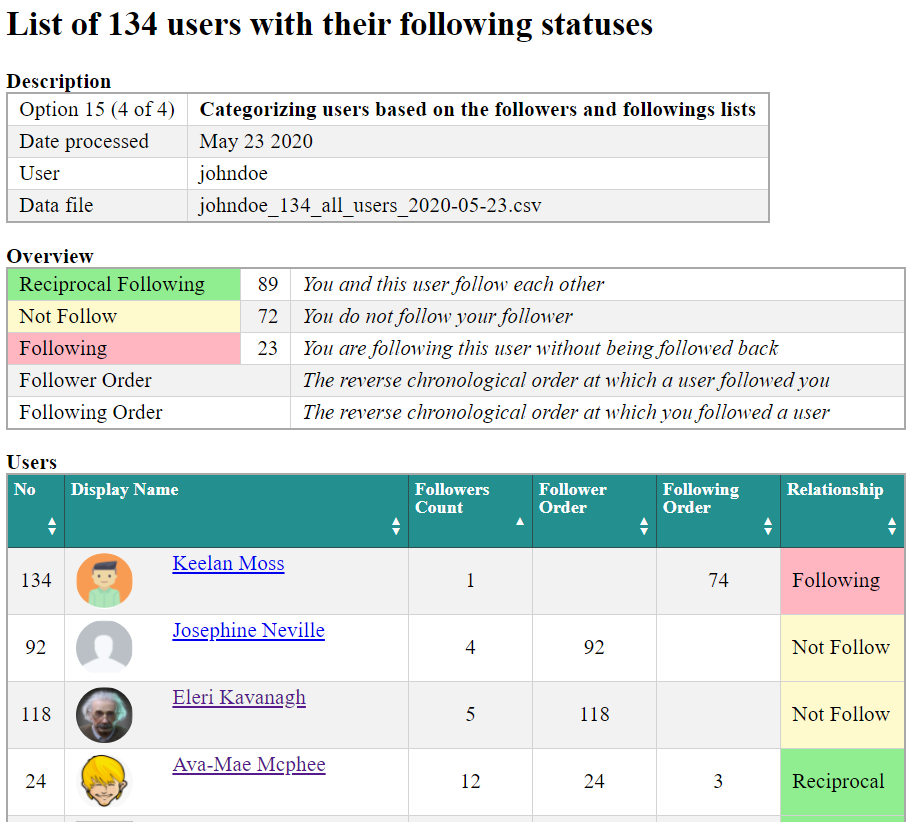 List of 134 users with their following statuses
Description
Option 15 (4 of 4) Categorizing users based on the followers and followings lists
Date processed May 23 2020
User johndoe
Data file johndoe_134_all_users_2020-05-23.csv
Overview
Reciprocal Following 89 You and this user follow each other
Not Follow 72 You do not follow your follower
Following 23 You are following this user without being followed back
Follower Order The reverse chronological order at which a user followed you
Following Order The reverse chronological order at which you followed a user
Users
No Display Name Followers Count Follower Order Following Order Relationship
134 Keelan Moss 1 74 Following
92 Josephine Neville 4 92 Not Follow
118 Eleri Kavanagh 5 118 Not Follow
24 Ava-Mae Mcphee 12 24 3 Reciprocal